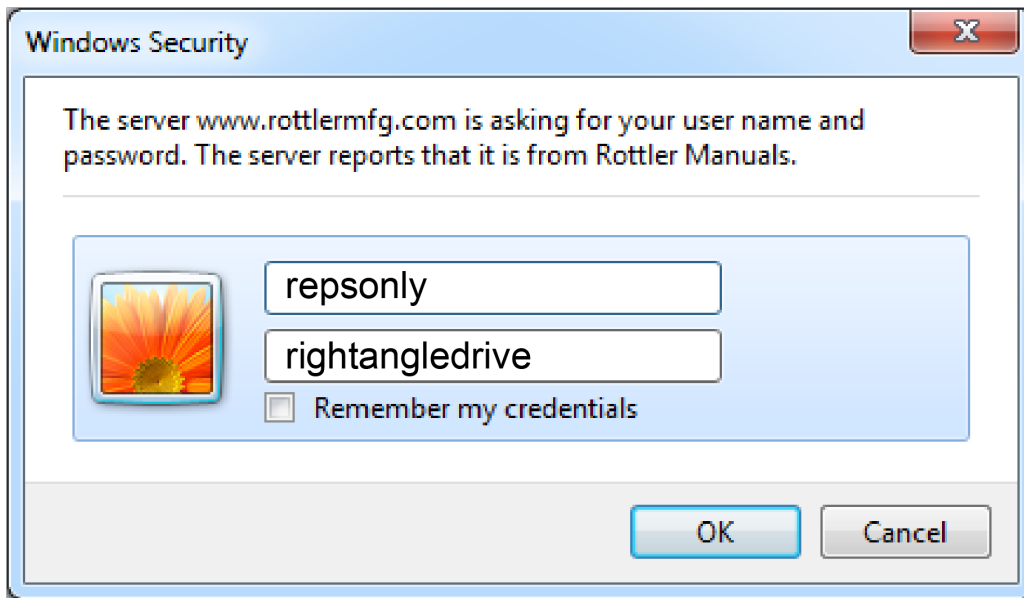 Windows Security
The server www.rottlermfg.com is asking for your user name and
password. The server reports that it is from Rottler Manuals.
repsonly
rightangledrive
Remember my credentials
OK
Cancel